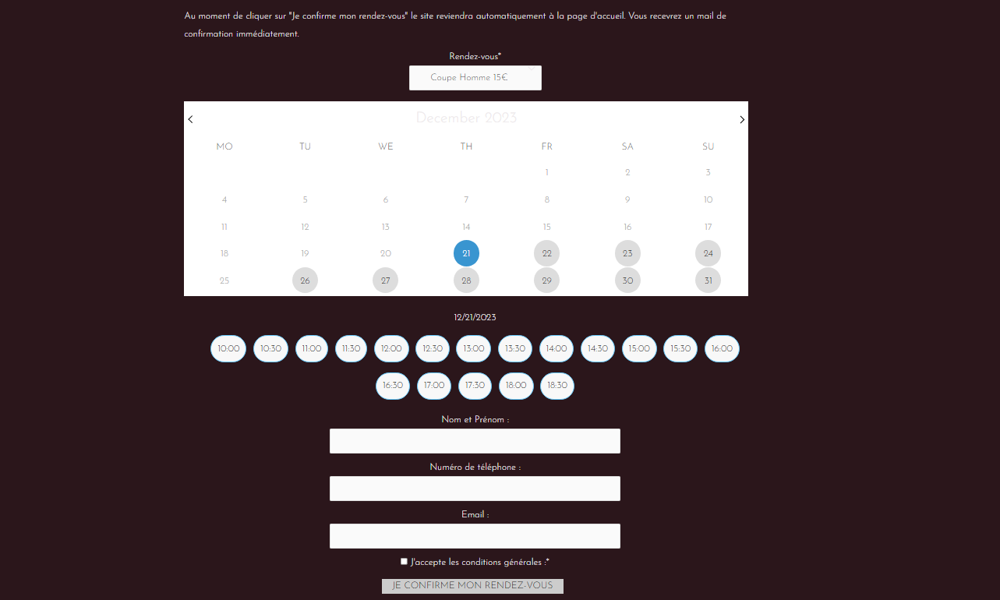 Au moment de cliquer sur "Je confirme mon rendez-vous" le site reviendra automatiquement à la page d'accueil. Vous recevrez un mail de
confirmation immédiatement.
Rendez-vous*
Coupe Homme 15€.
December 2023
MO TU WE TH FR SA SU
1 2 3
4 5 6 7 8 9 10
11 12 13 14 15 16 17
18 19 20 21 22 23 24
25 26 27 28 29 30 31
12/21/2023
10:00 10:30 11:00 11:30 12:00 12:30 13:00 13:30 14:00 14:30 15:00 15:30 16:00
16:30 17:00 17:30 18:00 18:30
Nom et Prénom :
Numéro de téléphone :
Email :
J'accepte les conditions générales :*
JE CONFIRME MON RENDEZ-VOUS